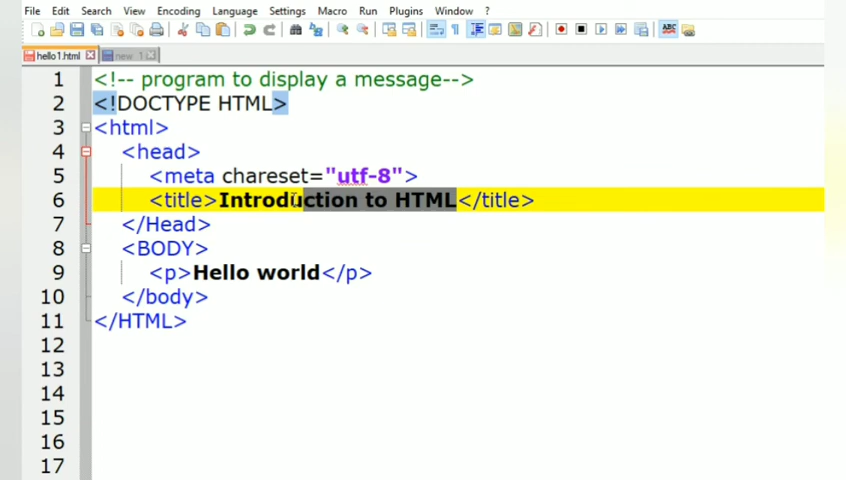 File Edit Search View Encoding Language Settings Macro Run Plugins Window ?
hello1.html new 1
1 <!-- program to display a message-->
2 <!DOCTYPE HTML>
3 <html>
4 <head>
5 <meta chareset="utf-8">
6 <title>Introduction to HTML</title>
7 </Head>
8 <BODY>
9 <p>Hello world</p>
10 </body>
11 </HTML>
12
13
14
15
16
17